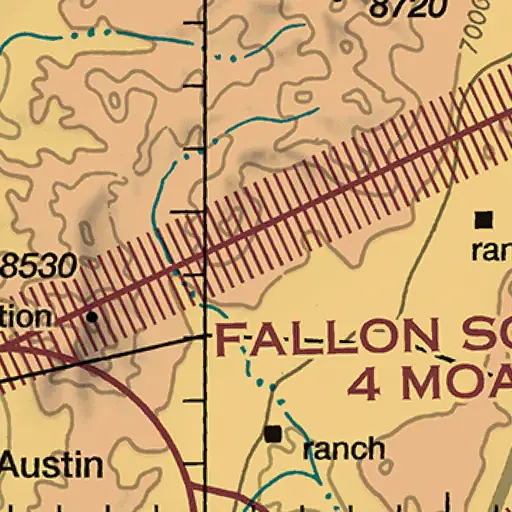 8720
7000
8530
ran
tion
FALLON SO
4 MOA
ranch
Austin